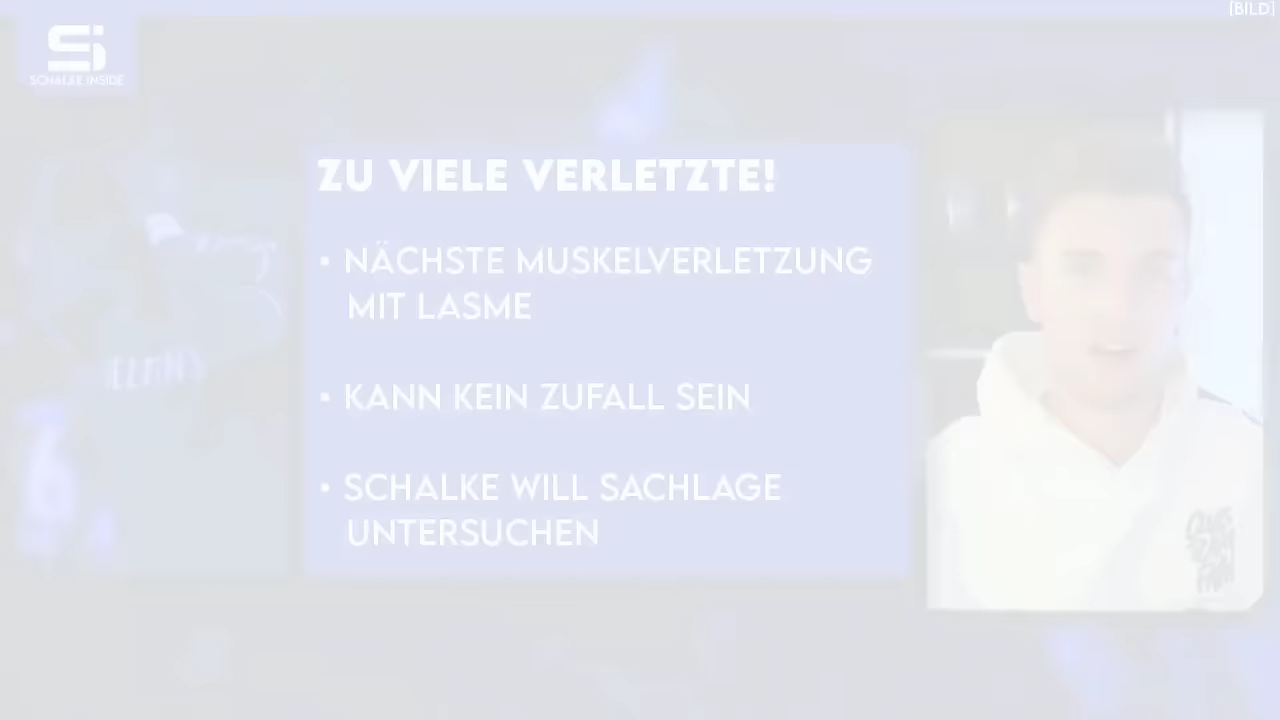 [BILD]
SCHALKE INSIDE
ZU VIELE VERLETZTE!
• NÄCHSTE MUSKELVERLETZUNG
MIT LASME
• KANN KEIN ZUFALL SEIN
• SCHALKE WILL SACHLAGE
UNTERSUCHEN